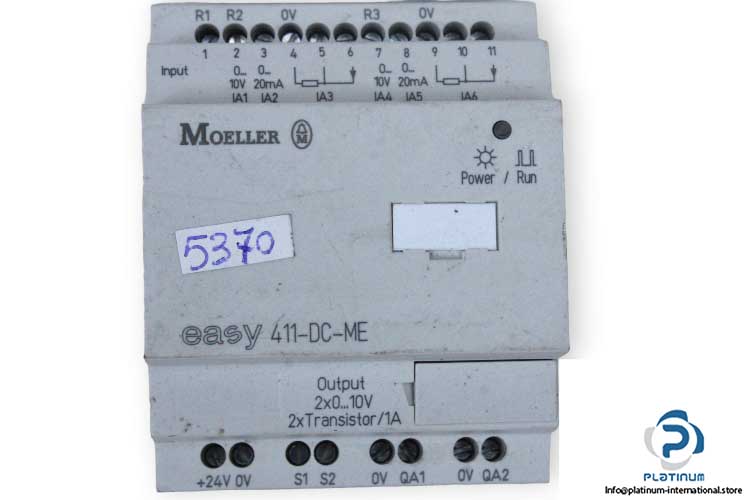 R1 R2 0V R3 0V
1 2 3 4 5 6 7 8 9 10 11
Input 0... 0... 0... 0...
10V 20mA 10V 20mA
IA1 IA2 IA3 IA4 IA5 IA6
MOELLER M
Power / Run
5370
easy 411-DC-ME
Output
2x0...10V
2xTransistor/1A
+24V 0V S1 S2 0V QA1 0V QA2
PLATINUM
INTERNATIONAL
Info@platinum-international.store